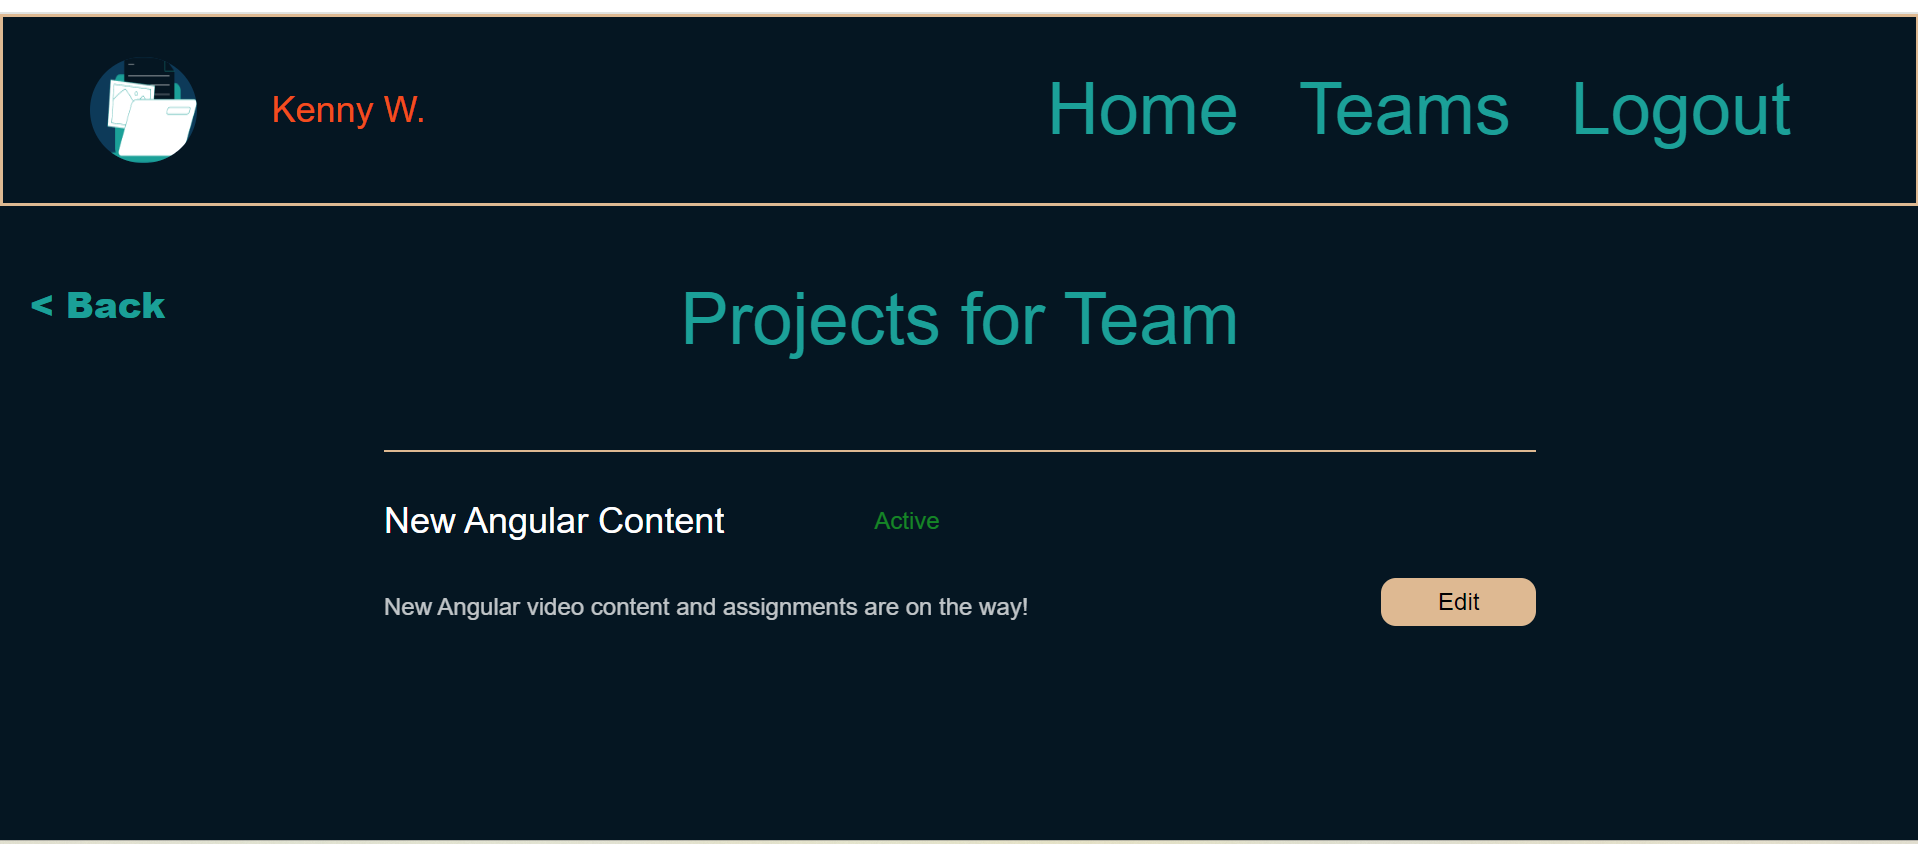 Kenny W.
Home Teams Logout
< Back
Projects for Team
New Angular Content
Active
New Angular video content and assignments are on the way!
Edit